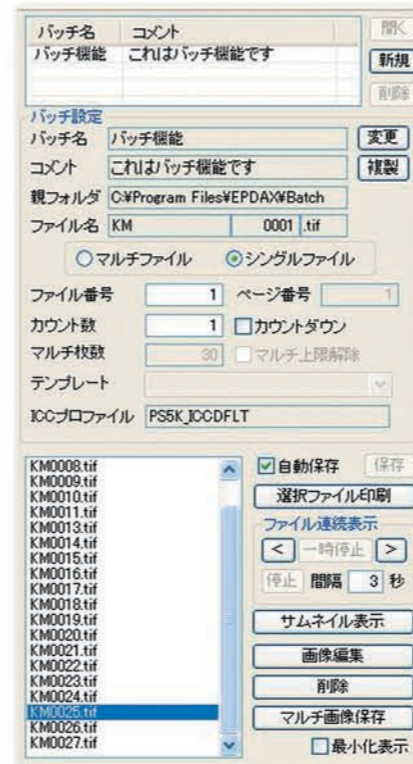 バッチ名 コメント
開く
バッチ機能 これはバッチ機能です
新規
削除
バッチ設定
バッチ名 バッチ機能 変更
コメント これはバッチ機能です 複製
親フォルダ C:¥Program Files¥EPDAX¥Batch
ファイル名 KM 0001 .tif
マルチファイル シングルファイル
ファイル番号 1 ページ番号 1
カウント数 1 カウントダウン
マルチ枚数 30 マルチ上限解除
テンプレート
ICCプロファイル PS5K_ICCDFLT
KM0008.tif
KM0009.tif
KM0010.tif
KM0011.tif
KM0013.tif
KM0014.tif
KM0015.tif
KM0016.tif
KM0017.tif
KM0018.tif
KM0019.tif
KM0020.tif
KM0021.tif
KM0022.tif
KM0023.tif
KM0024.tif
KM0025.tif
KM0026.tif
KM0027.tif
自動保存 保存
選択ファイル印刷
ファイル連続表示
< 一時停止 >
停止 間隔 3 秒
サムネイル表示
画像編集
削除
マルチ画像保存
最小化表示